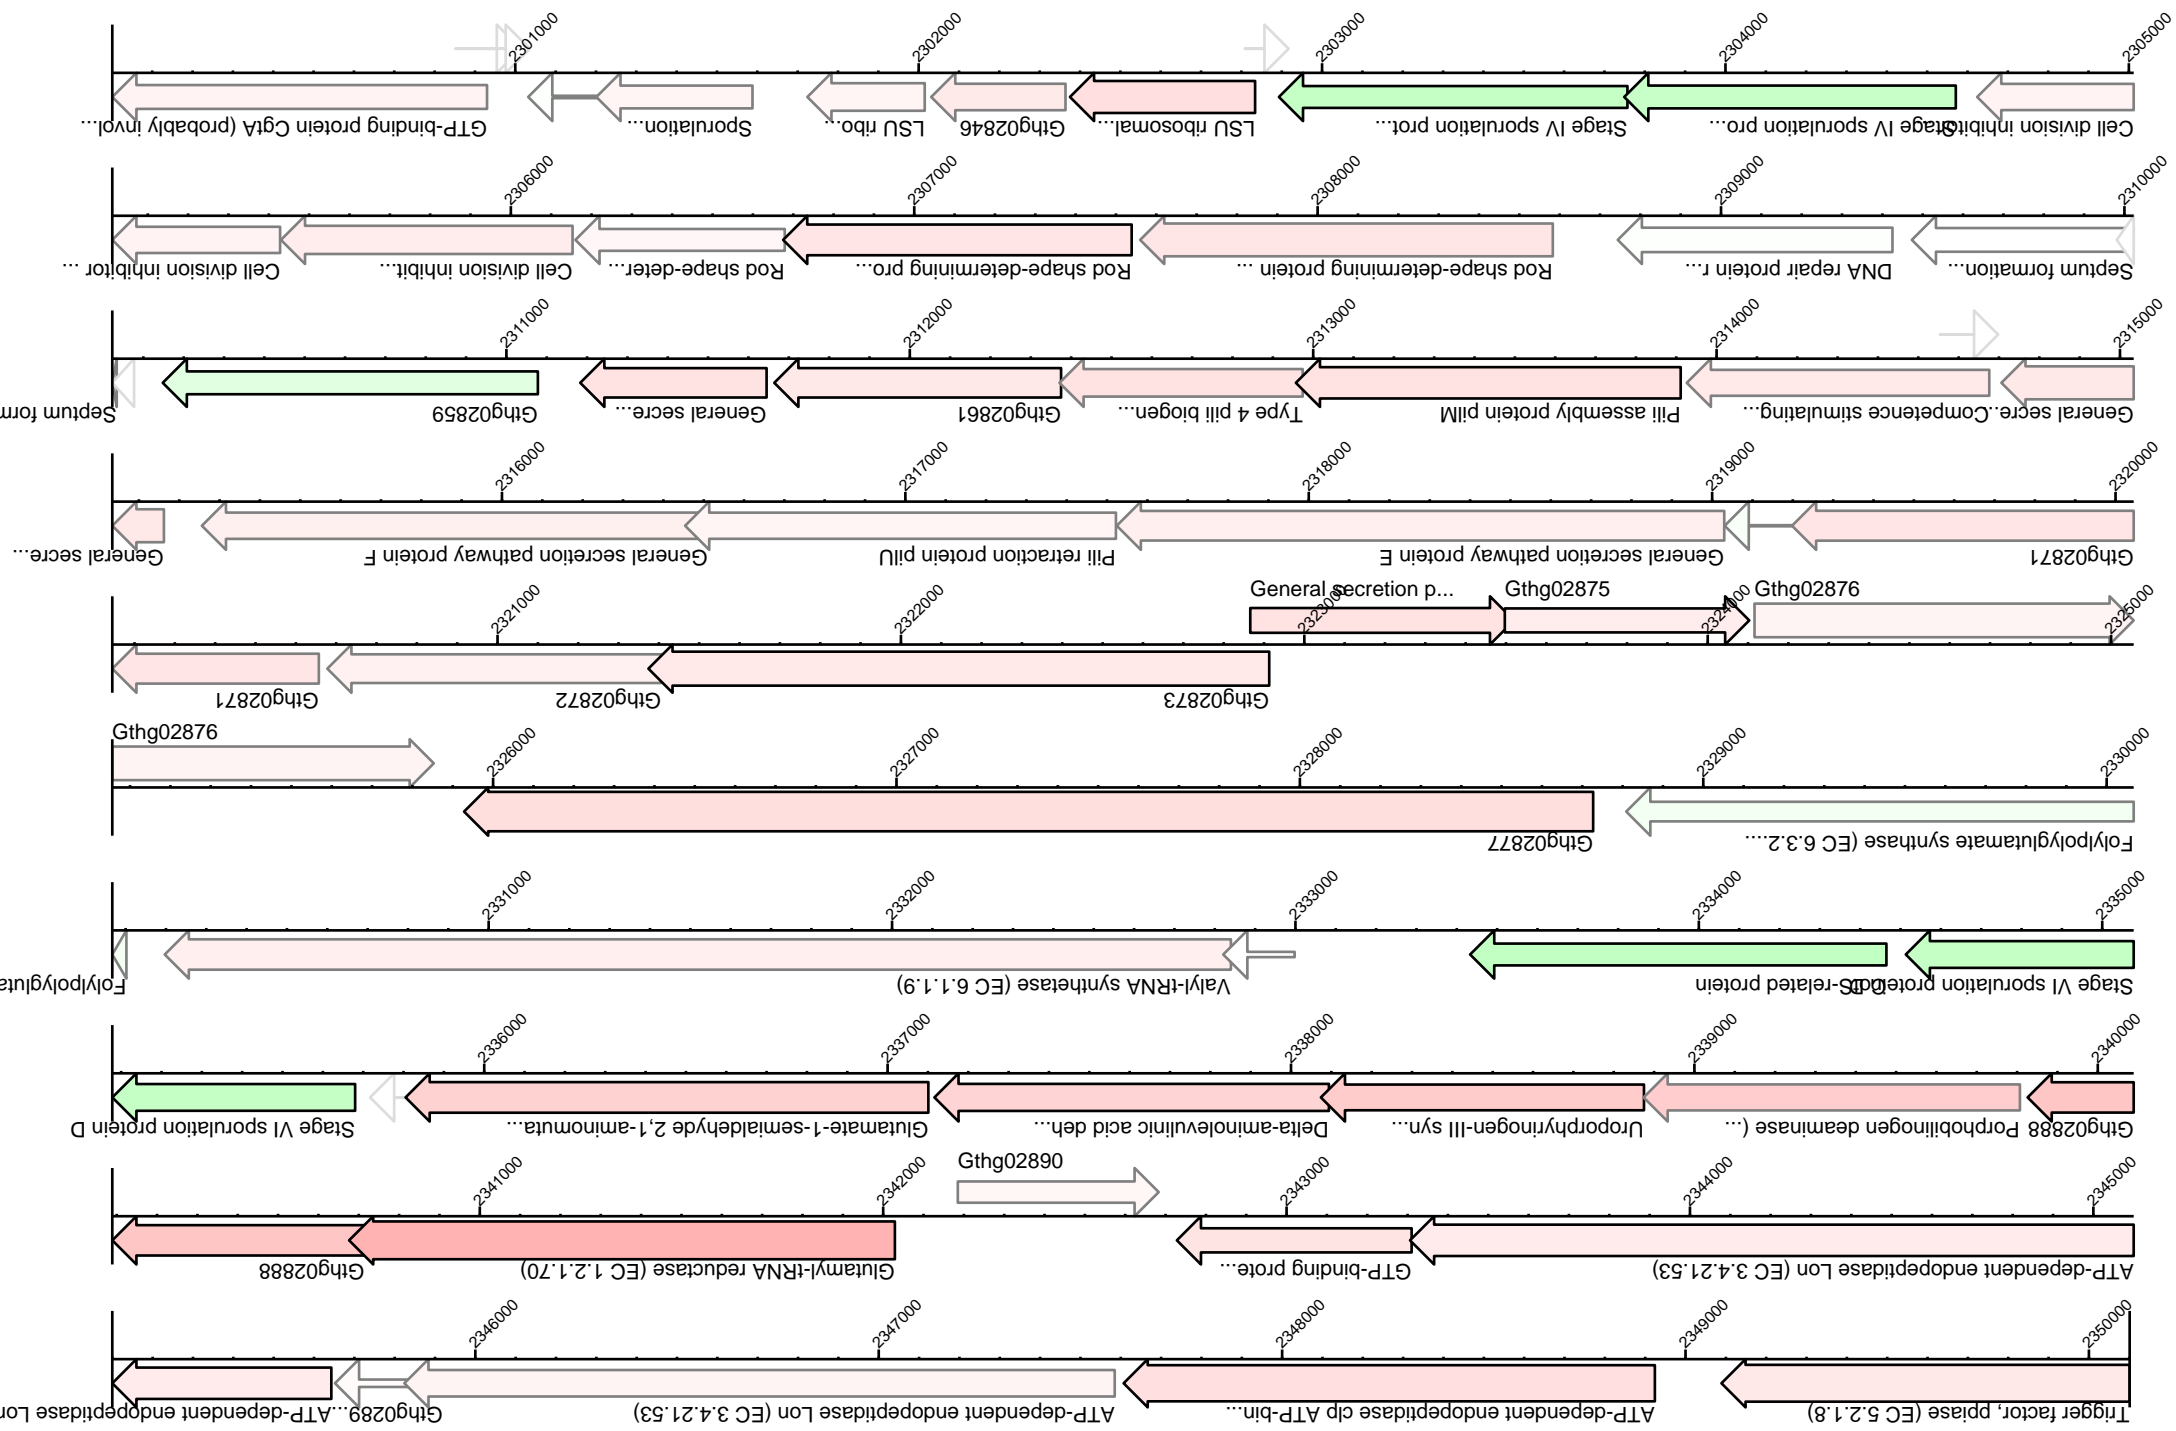 2301000 2302000 2303000 2304000 2305000
GTP-binding protein CgtA (probably invol... Sporulation... LSU ribo... Gthg02846 LSU ribosomal... Stage IV sporulation prot... Stage IV sporulation pro... Cell division inhibitor
2306000 2307000 2308000 2309000 2310000
Cell division inhibitor ... Cell division inhibit... Rod shape-deter... Rod shape-determining pro... Rod shape-determining protein ... DNA repair protein r... Septum formation...
2311000 2312000 2313000 2314000 2315000
Septum form Gthg02859 General secre... Gthg02861 Type 4 pili biogen... Pili assembly protein pilM Competence stimulating... General secre...
2316000 2317000 2318000 2319000 2320000
General secre... General secretion pathway protein F Pili retraction protein pilU General secretion pathway protein E Gthg02871
General secretion p... Gthg02875 Gthg02876
2321000 2322000 2323000 2324000 2325000
Gthg02871 Gthg02872 Gthg02873
Gthg02876
2326000 2327000 2328000 2329000 2330000
Gthg02877 Folylpolyglutamate synthase (EC 6.3.2....
2331000 2332000 2333000 2334000 2335000
Folylpolygluta Valyl-tRNA synthetase (EC 6.1.1.9) -related protein Stage VI sporulation protein D
2336000 2337000 2338000 2339000 2340000
Stage VI sporulation protein D Glutamate-1-semialdehyde 2,1-aminomuta... Delta-aminolevulinic acid deh... Uroporphyrinogen-III syn... Porphobilinogen deaminase (... Gthg02888
Gthg02890
2341000 2342000 2343000 2344000 2345000
Gthg02888 Glutamyl-tRNA reductase (EC 1.2.1.70) GTP-binding prote... ATP-dependent endopeptidase Lon (EC 3.4.21.53)
2346000 2347000 2348000 2349000 2350000
ATP-dependent endopeptidase Lon Gthg0289... ATP-dependent endopeptidase Lon (EC 3.4.21.53) ATP-dependent endopeptidase clp ATP-bin... Trigger factor, ppiase (EC 5.2.1.8)